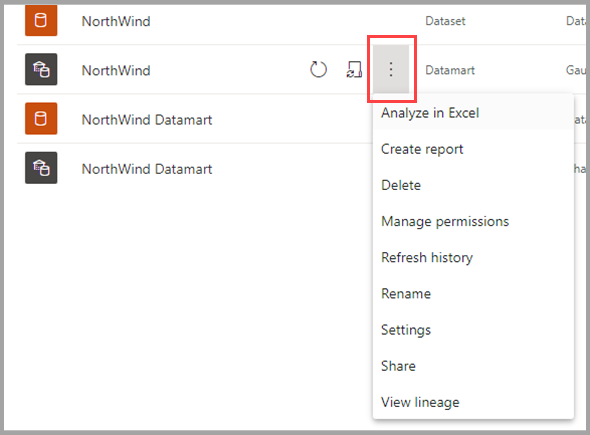 NorthWind Dataset Dat
NorthWind Datamart Gau
NorthWind Datamart
NorthWind Datamart
Analyze in Excel
Create report
Delete
Manage permissions
Refresh history
Rename
Settings
Share
View lineage